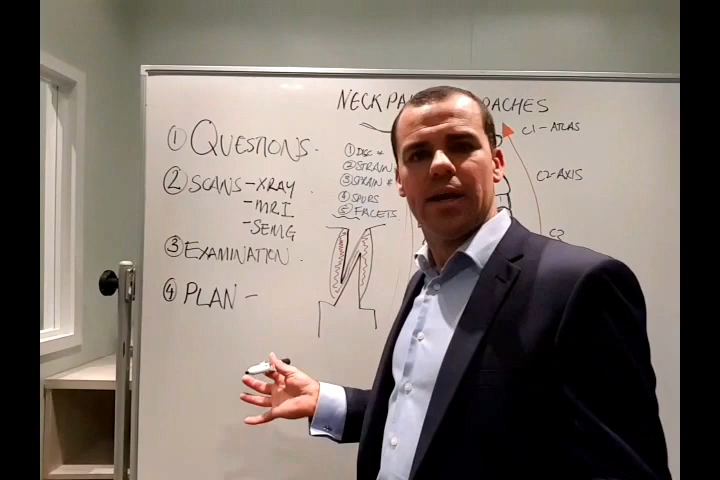 NECK PA OACHES
① QUESTIONS.
② SCANS - XRAY
- MRI
- SEMG
③ EXAMINATION.
④ PLAN -
① DISC
② STRAIN
③ SPRAIN
④ SPURS
⑤ FACETS
C1 - ATLAS
C2 - AXIS